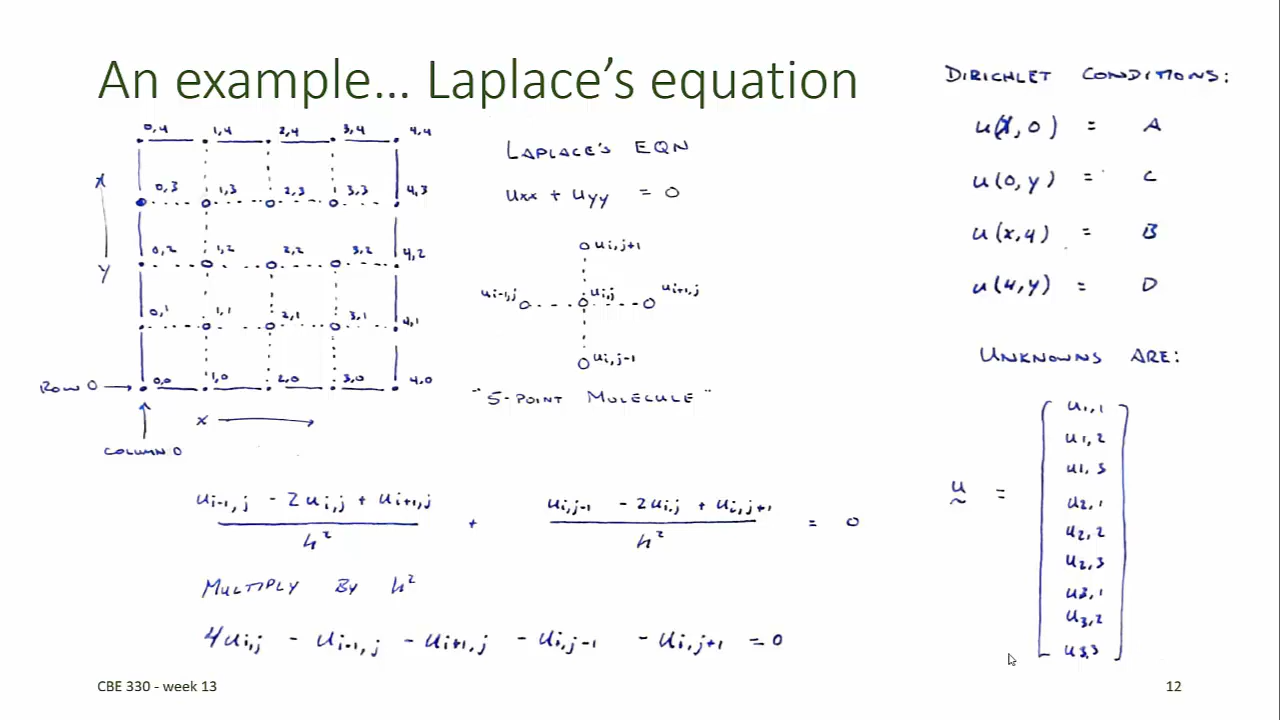 An example... Laplace's equation
0,4 1,4 2,4 3,4 4,4
0,3 1,3 2,3 3,3 4,3
0,2 1,2 2,2 3,2 4,2
0,1 1,1 2,1 3,1 4,1
0,0 1,0 2,0 3,0 4,0
Y
ROW 0
COLUMN 0
X
LAPLACE'S EQN
uxx + uyy = 0
ui,j+1
ui-1,j ui,j ui+1,j
ui,j-1
"5-POINT MOLECULE"
ui-1,j - 2ui,j + ui+1,j + ui,j-1 - 2ui,j + ui,j+1 = 0
h² h²
MULTIPLY BY h²
4ui,j - ui-1,j - ui+1,j - ui,j-1 - ui,j+1 = 0
DIRICHLET CONDITIONS:
u(x,0) = A
u(0,y) = C
u(x,4) = B
u(4,y) = D
UNKNOWNS ARE:
u =
u1,1
u1,2
u1,3
u2,1
u2,2
u2,3
u3,1
u3,2
u3,3
CBE 330 - week 13
12